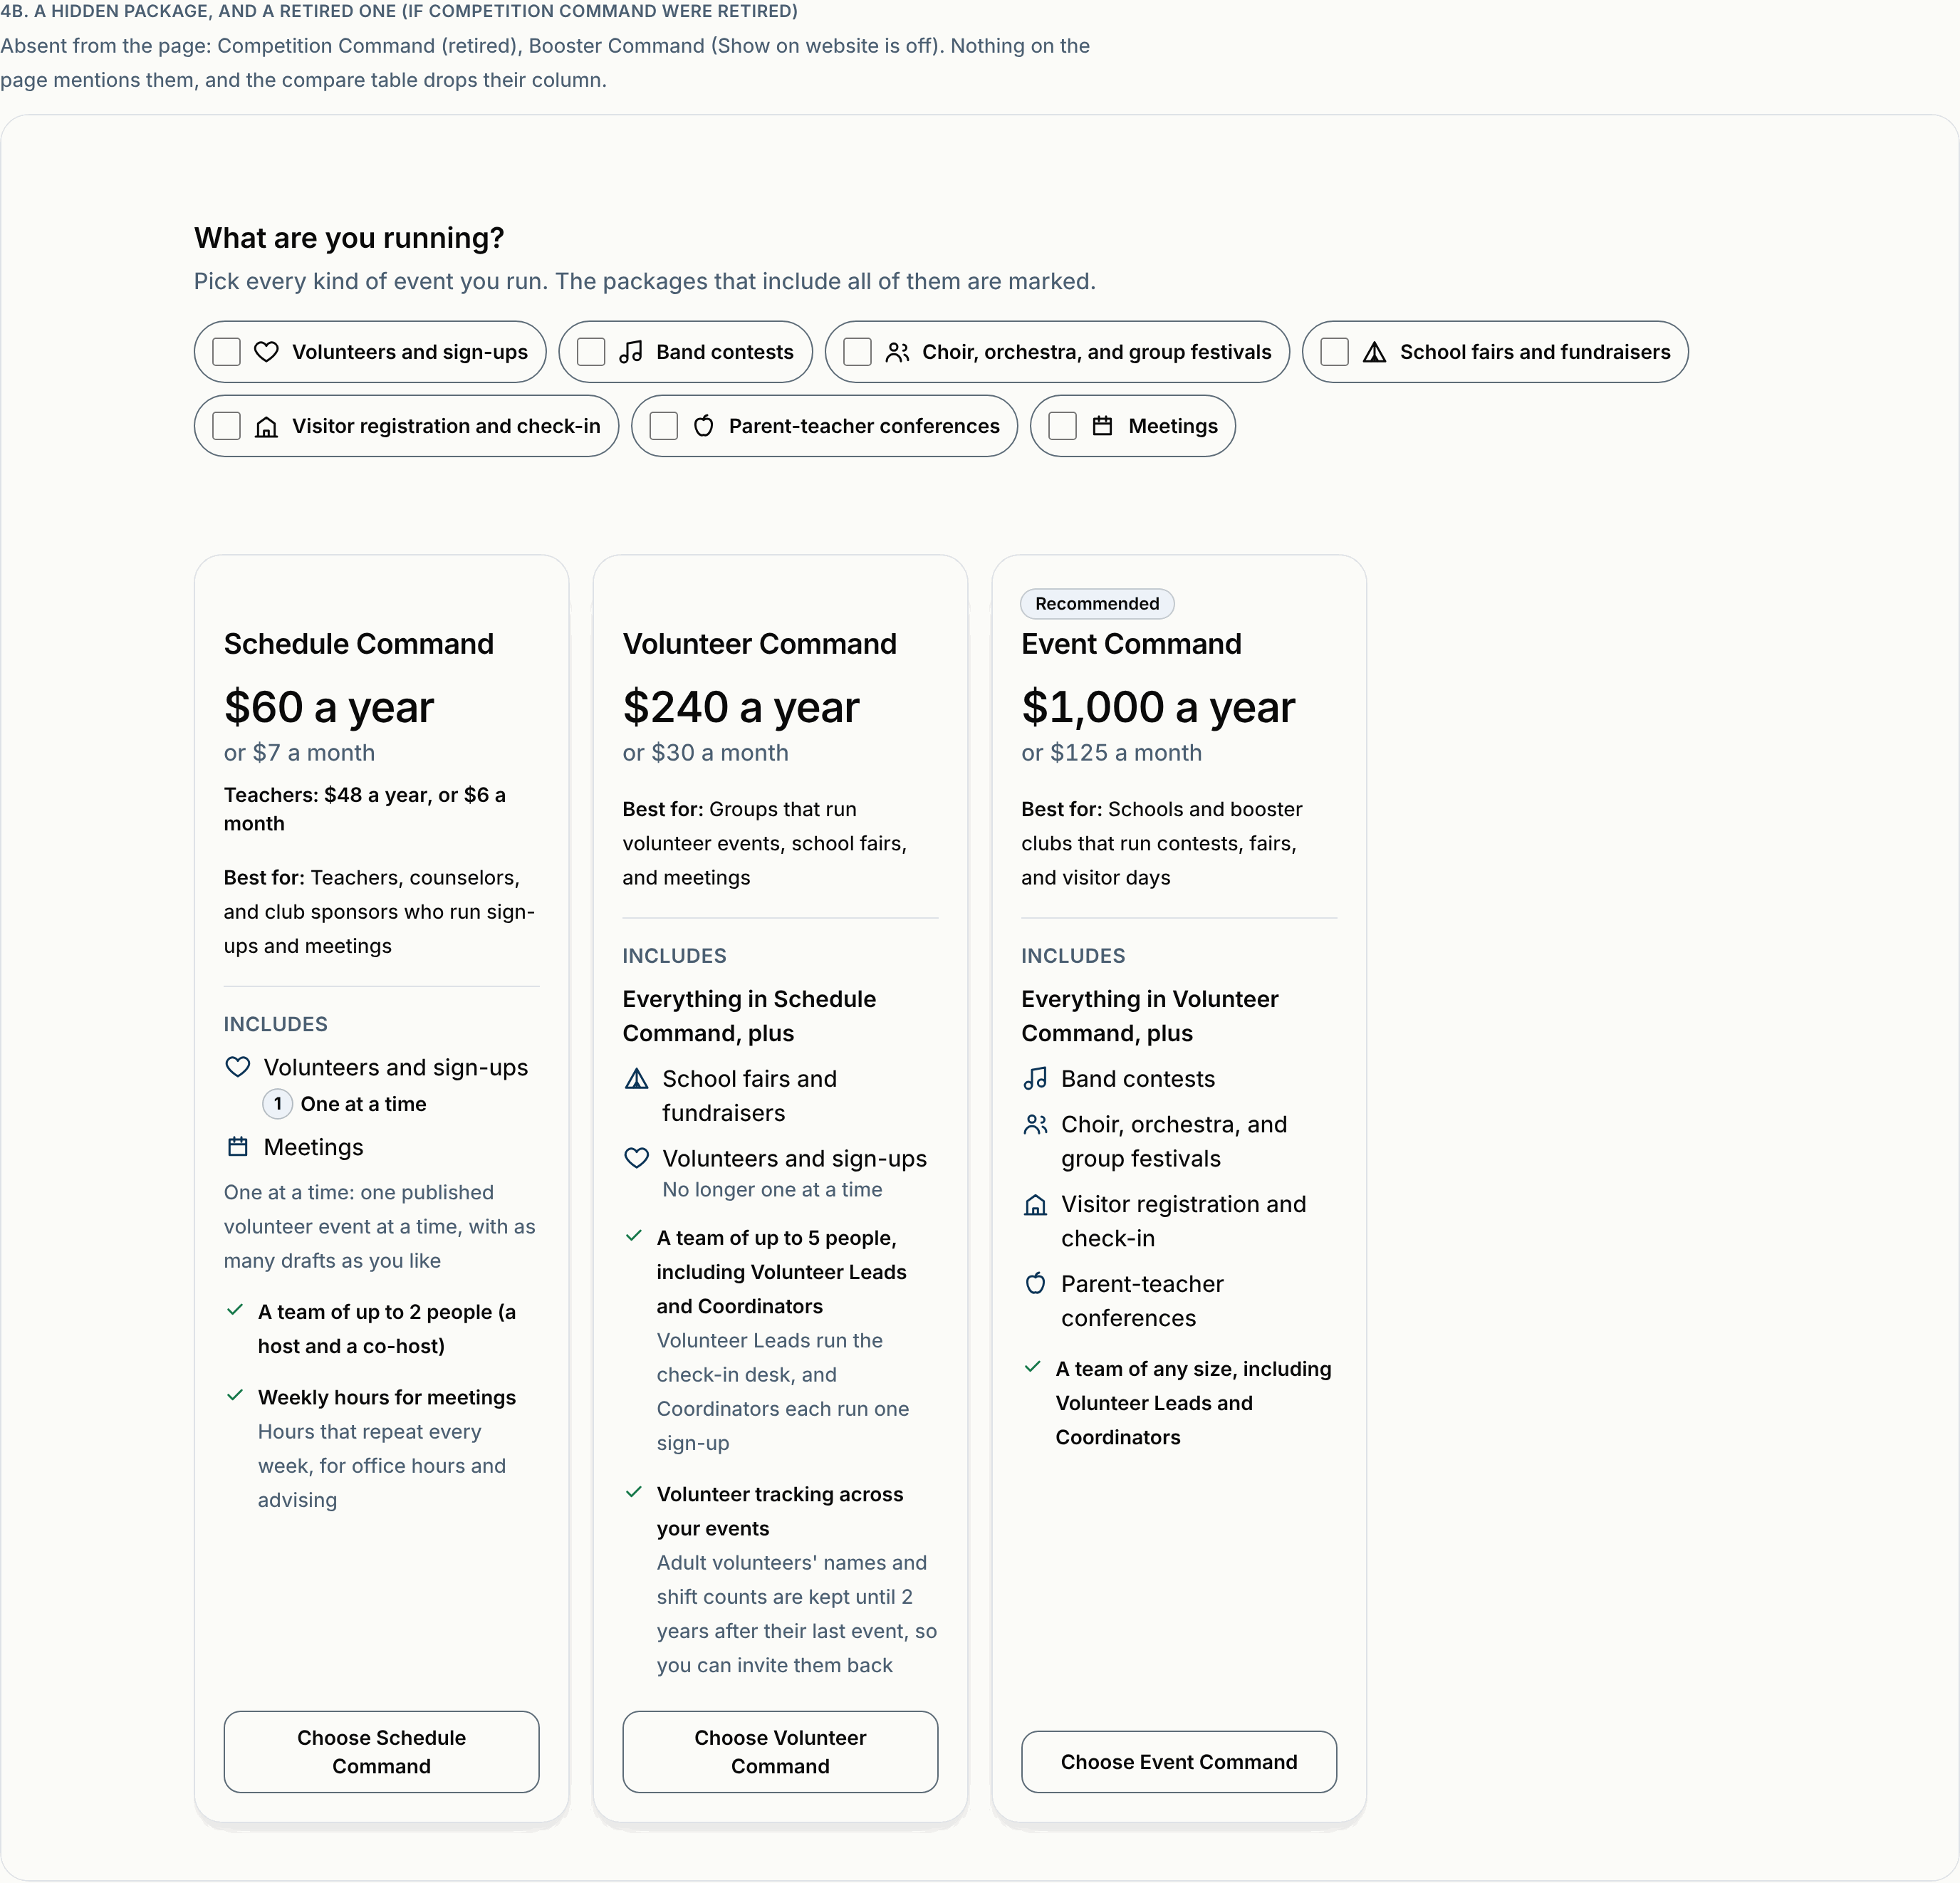 4B. A HIDDEN PACKAGE, AND A RETIRED ONE (IF COMPETITION COMMAND WERE RETIRED)
Absent from the page: Competition Command (retired), Booster Command (Show on website is off). Nothing on the
page mentions them, and the compare table drops their column.
What are you running?
Pick every kind of event you run. The packages that include all of them are marked.
Volunteers and sign-ups
Band contests
Choir, orchestra, and group festivals
School fairs and fundraisers
Visitor registration and check-in
Parent-teacher conferences
Meetings
Schedule Command
$60 a year
or $7 a month
Teachers: $48 a year, or $6 a
month
Best for: Teachers, counselors,
and club sponsors who run sign-
ups and meetings
INCLUDES
Volunteers and sign-ups
1 One at a time
Meetings
One at a time: one published
volunteer event at a time, with as
many drafts as you like
A team of up to 2 people (a
host and a co-host)
Weekly hours for meetings
Hours that repeat every
week, for office hours and
advising
Choose Schedule
Command
Volunteer Command
$240 a year
or $30 a month
Best for: Groups that run
volunteer events, school fairs,
and meetings
INCLUDES
Everything in Schedule
Command, plus
School fairs and
fundraisers
Volunteers and sign-ups
No longer one at a time
A team of up to 5 people,
including Volunteer Leads
and Coordinators
Volunteer Leads run the
check-in desk, and
Coordinators each run one
sign-up
Volunteer tracking across
your events
Adult volunteers' names and
shift counts are kept until 2
years after their last event, so
you can invite them back
Choose Volunteer
Command
Recommended
Event Command
$1,000 a year
or $125 a month
Best for: Schools and booster
clubs that run contests, fairs,
and visitor days
INCLUDES
Everything in Volunteer
Command, plus
Band contests
Choir, orchestra, and
group festivals
Visitor registration and
check-in
Parent-teacher
conferences
A team of any size, including
Volunteer Leads and
Coordinators
Choose Event Command